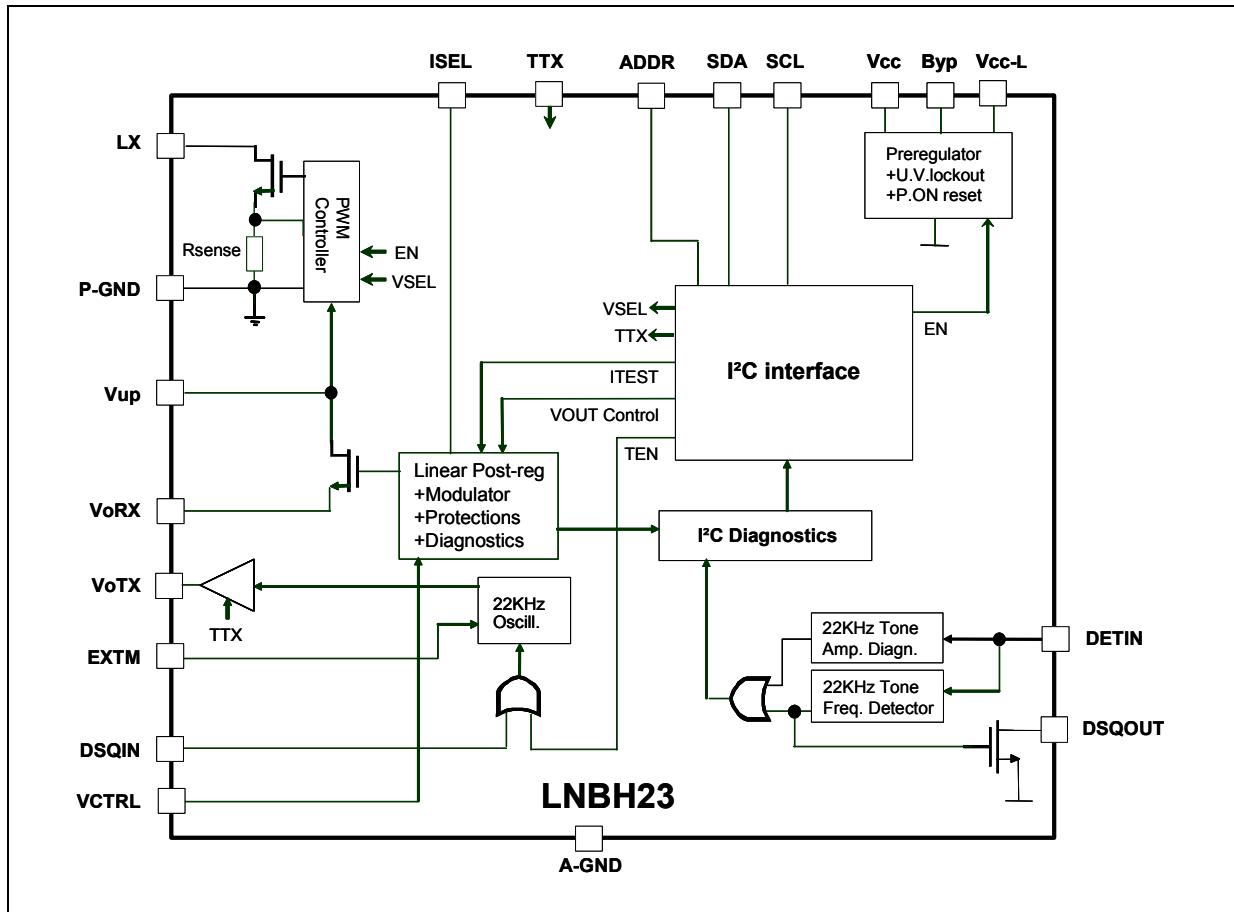 ISEL
TTX
ADDR
SDA
SCL
Vcc
Byp
Vcc-L
LX
PWM
Controller
Rsense
EN
VSEL
P-GND
Preregulator
+U.V.lockout
+P.ON reset
VSEL
TTX
EN
I²C interface
ITEST
VOUT Control
TEN
Vup
Linear Post-reg
+Modulator
+Protections
+Diagnostics
VoRX
I²C Diagnostics
VoTX
TTX
22KHz
Oscill.
EXTM
22KHz Tone
Amp. Diagn.
DETIN
22KHz Tone
Freq. Detector
DSQIN
DSQOUT
VCTRL
LNBH23
A-GND